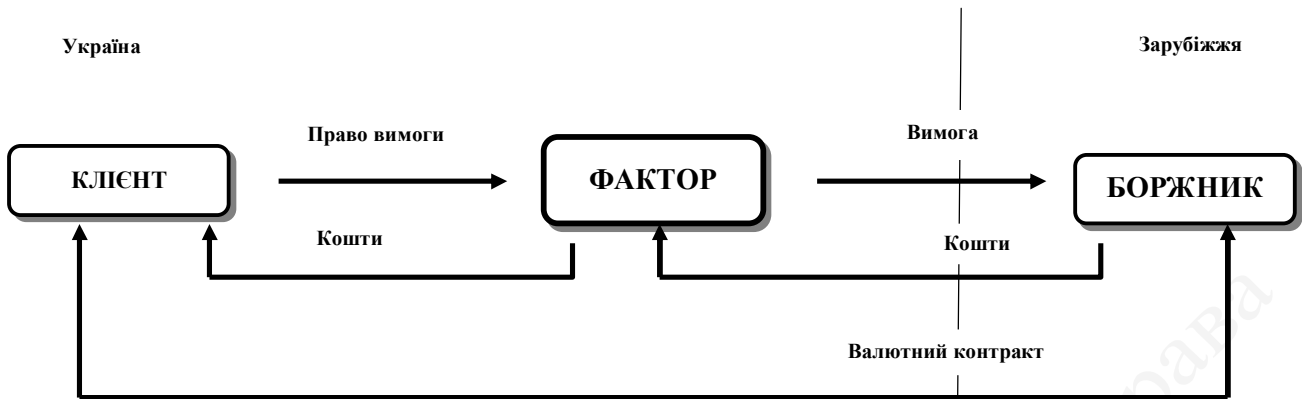 Україна
Зарубіжжя
Право вимоги
Вимога
КЛІЄНТ
ФАКТОР
БОРЖНИК
Кошти
Кошти
Валютний контракт